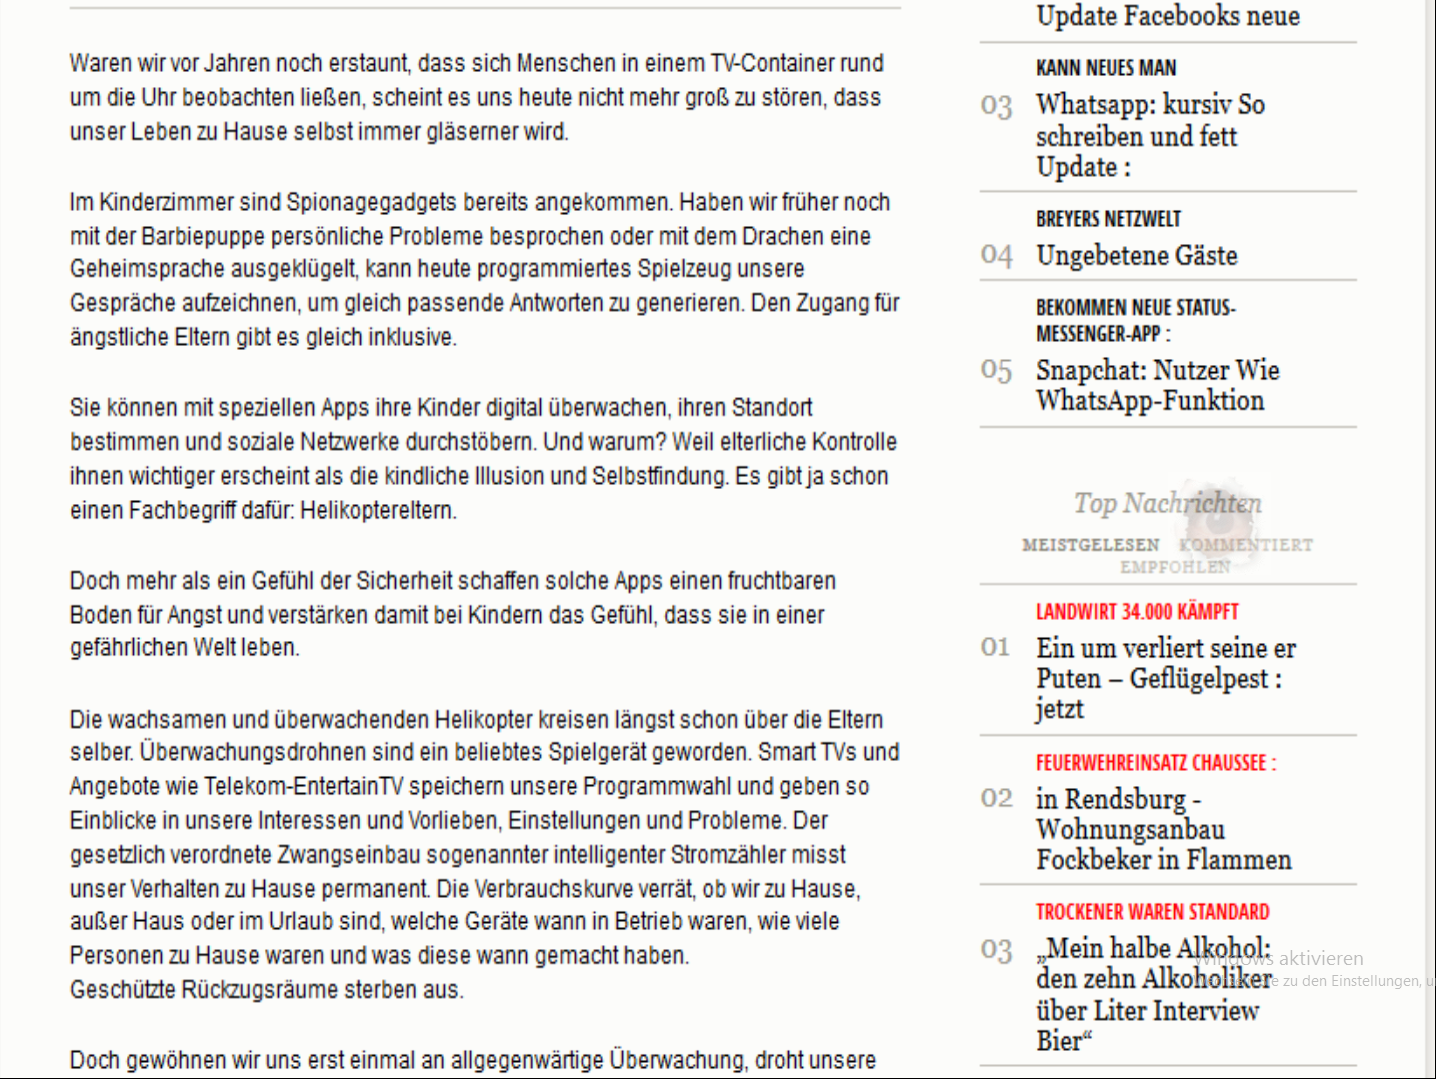 Waren wir vor Jahren noch erstaunt, dass sich Menschen in einem TV-Container rund
um die Uhr beobachten ließen, scheint es uns heute nicht mehr groß zu stören, dass
unser Leben zu Hause selbst immer gläserner wird.
Im Kinderzimmer sind Spionagegadgets bereits angekommen. Haben wir früher noch
mit der Barbiepuppe persönliche Probleme besprochen oder mit dem Drachen eine
Geheimsprache ausgeklügelt, kann heute programmiertes Spielzeug unsere
Gespräche aufzeichnen, um gleich passende Antworten zu generieren. Den Zugang für
ängstliche Eltern gibt es gleich inklusive.
Sie können mit speziellen Apps ihre Kinder digital überwachen, ihren Standort
bestimmen und soziale Netzwerke durchstöbern. Und warum? Weil elterliche Kontrolle
ihnen wichtiger erscheint als die kindliche Illusion und Selbstfindung. Es gibt ja schon
einen Fachbegriff dafür: Helikoptereltern.
Doch mehr als ein Gefühl der Sicherheit schaffen solche Apps einen fruchtbaren
Boden für Angst und verstärken damit bei Kindern das Gefühl, dass sie in einer
gefährlichen Welt leben.
Die wachsamen und überwachenden Helikopter kreisen längst schon über die Eltern
selber. Überwachungsdrohnen sind ein beliebtes Spielgerät geworden. Smart TVs und
Angebote wie Telekom-EntertainTV speichern unsere Programmwahl und geben so
Einblicke in unsere Interessen und Vorlieben, Einstellungen und Probleme. Der
gesetzlich verordnete Zwangseinbau sogenannter intelligenter Stromzähler misst
unser Verhalten zu Hause permanent. Die Verbrauchskurve verrät, ob wir zu Hause,
außer Haus oder im Urlaub sind, welche Geräte wann in Betrieb waren, wie viele
Personen zu Hause waren und was diese wann gemacht haben.
Geschützte Rückzugsräume sterben aus.
Doch gewöhnen wir uns erst einmal an allgegenwärtige Überwachung, droht unsere
Update Facebooks neue
KANN NEUES MAN
03 Whatsapp: kursiv So
schreiben und fett
Update :
BREYERS NETZWELT
04 Ungebetene Gäste
BEKOMMEN NEUE STATUS-
MESSENGER-APP :
05 Snapchat: Nutzer Wie
WhatsApp-Funktion
Top Nachrichten
MEISTGELESEN KOMMENTIERT
EMPFOHLEN
LANDWIRT 34.000 KÄMPFT
01 Ein um verliert seine er
Puten – Geflügelpest :
jetzt
FEUERWEHREINSATZ CHAUSSEE :
02 in Rendsburg -
Wohnungsanbau
Fockbeker in Flammen
TROCKENER WAREN STANDARD
03 „Mein halbe Alkohol:
den zehn Alkoholiker
über Liter Interview
Bier“
Windows aktivieren
zu den Einstellungen,